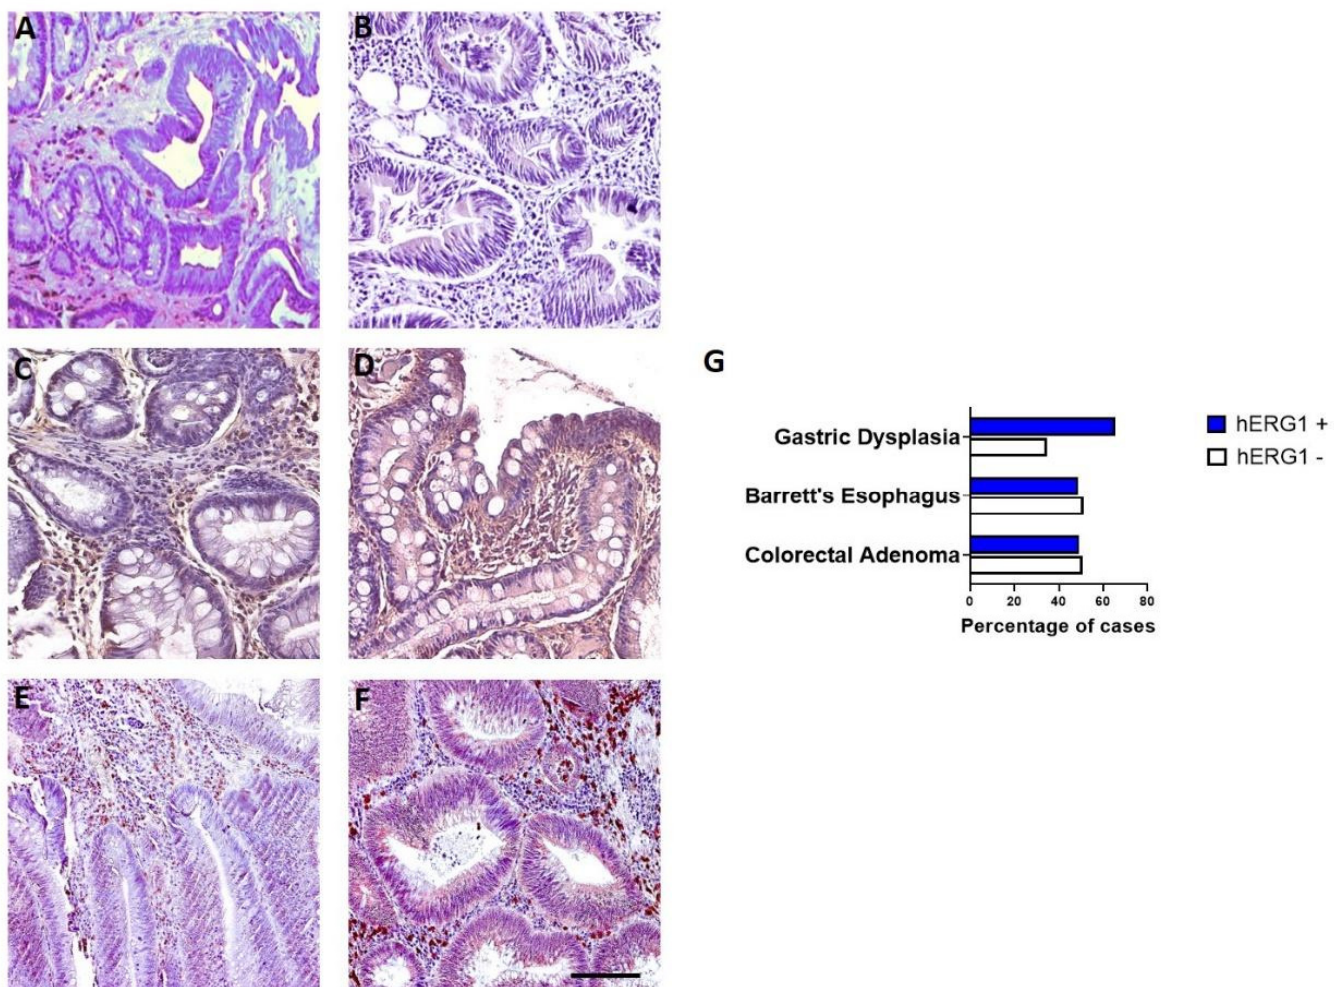 A
B
C
D
E
F
G
Gastric Dysplasia
Barrett's Esophagus
Colorectal Adenoma
0 20 40 60 80
Percentage of cases
hERG1 +
hERG1 -